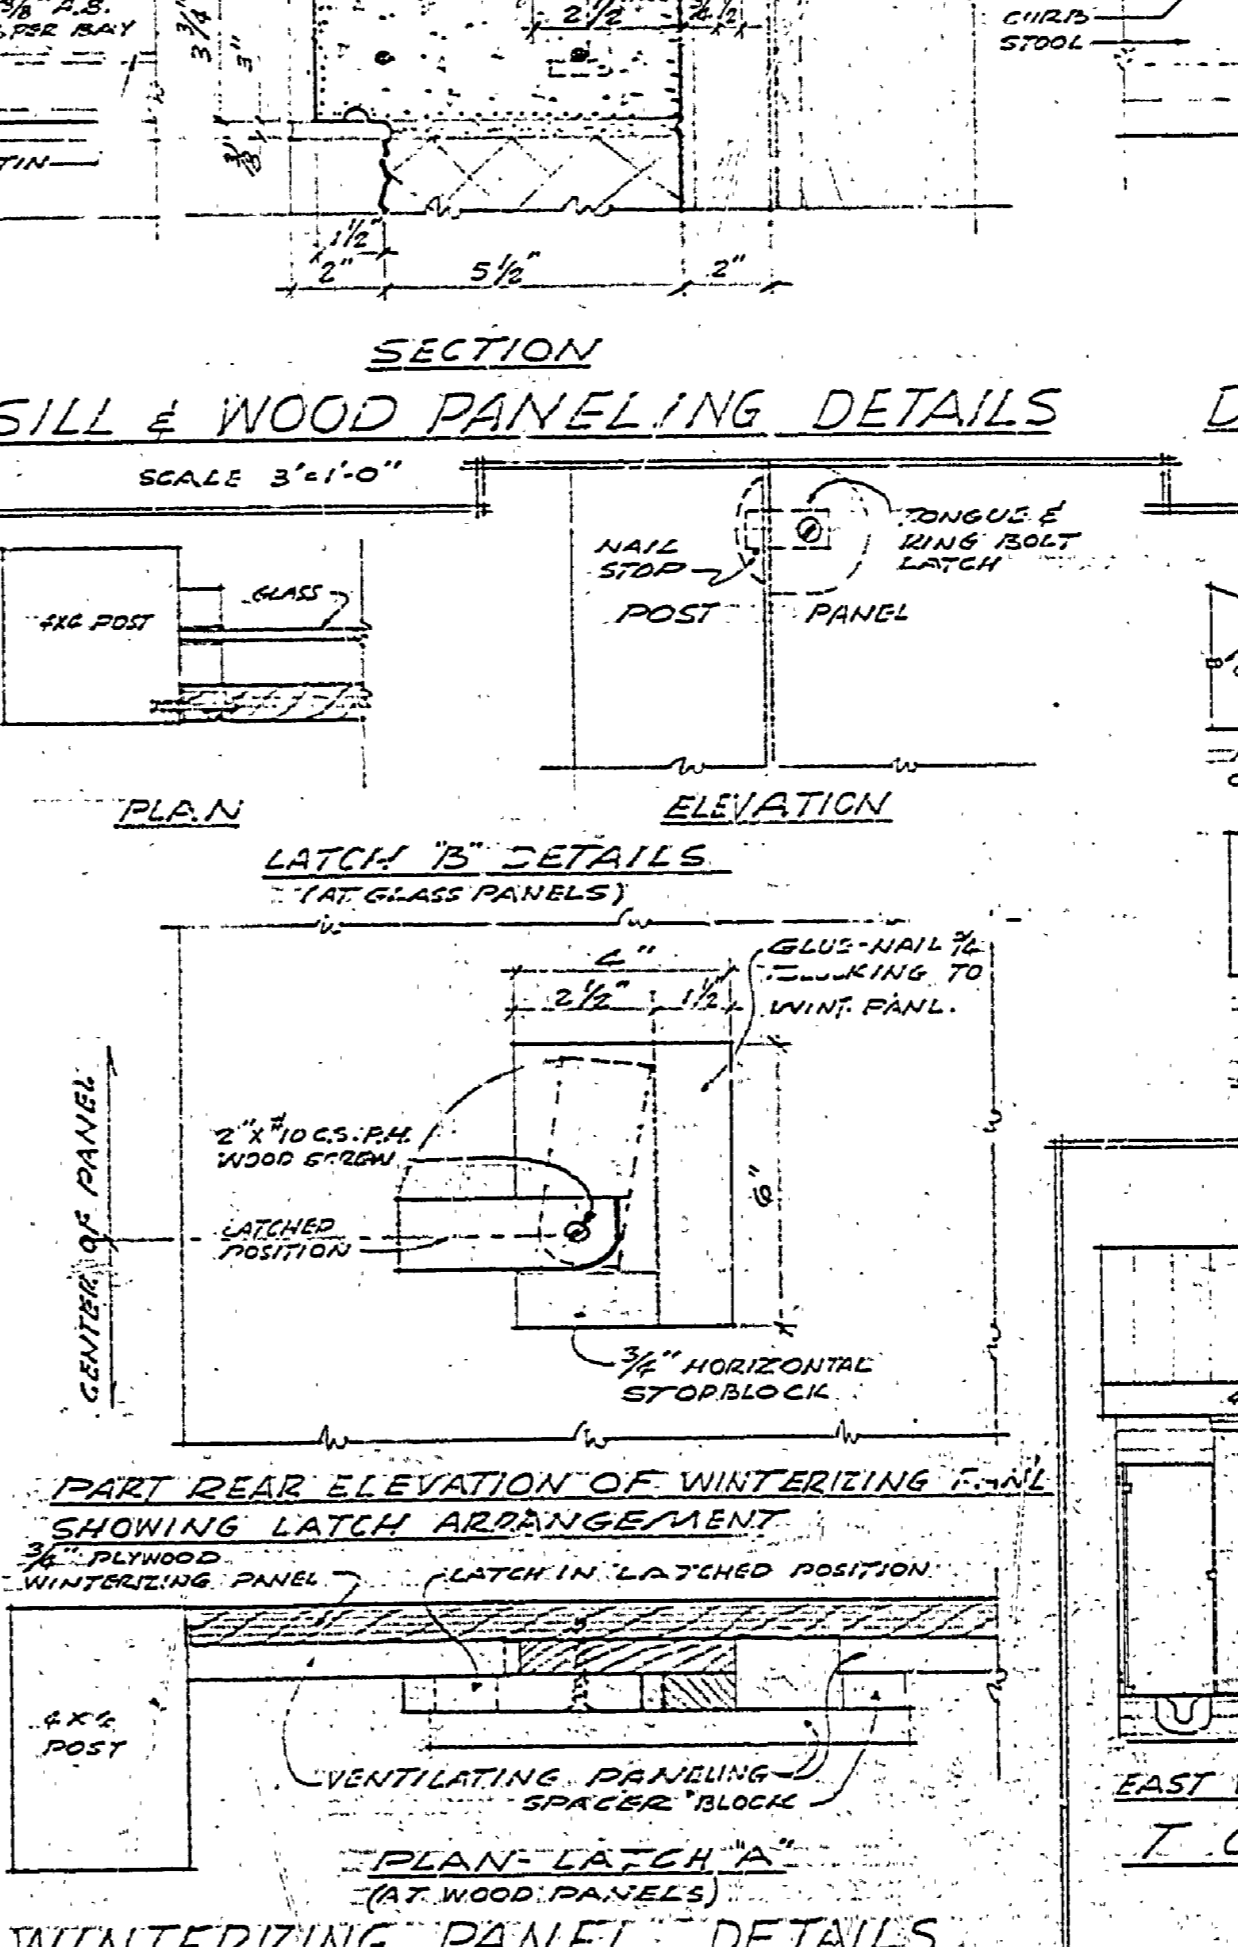 3/8" A.B.
PER BAY
3/4"
3"
2 1/2"
CURB
STOOL
1 1/2"
2"
5 1/2"
2"
SECTION
SILL & WOOD PANELING DETAILS
SCALE 3"=1'-0"
4X6 POST
GLASS
NAIL
STOP
POST
PANEL
TONGUE &
RING BOLT
LATCH
PLAN
ELEVATION
LATCH "B" DETAILS
(AT GLASS PANELS)
4"
2 1/2"
1 1/2"
GLUE-NAIL 3/4
BLOCKING TO
WINT. PANL.
CENTER OF PANEL
2" X #10 C.S. F.H.
WOOD SCREW
LATCHED
POSITION
6"
3/4" HORIZONTAL
STOPBLOCK
PART REAR ELEVATION OF WINTERIZING PANL
SHOWING LATCH ARRANGEMENT
3/4" PLYWOOD
WINTERIZING PANEL
LATCH IN LATCHED POSITION
POST
VENTILATING PANELING
SPACER BLOCK
PLAN-LATCH "A"
(AT WOOD PANELS)
WINTERIZING PANEL DETAILS
EAST